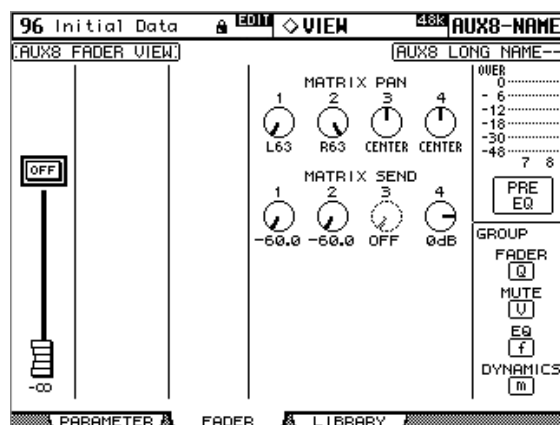 96 Initial Data EDIT ◇VIEW 48K AUX8-NAME
AUX8 FADER VIEW AUX8 LONG NAME--
MATRIX PAN
1 2 3 4
L63 R63 CENTER CENTER
MATRIX SEND
1 2 3 4
-60.0 -60.0 OFF 0dB
OFF
-∞
OVER
0
- 6
-12
-18
-30
-48
7 8
PRE
EQ
GROUP
FADER
Q
MUTE
V
EQ
f
DYNAMICS
m
PARAMETER FADER LIBRARY